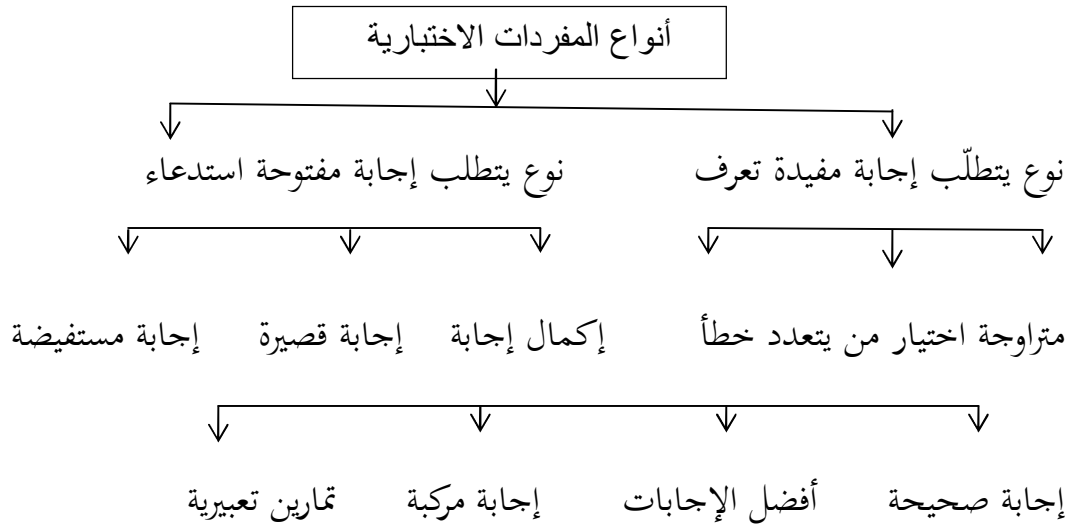 أنواع المفردات الاختبارية
نوع يتطلّب إجابة مفيدة تعرف نوع يتطلب إجابة مفتوحة استدعاء
متراوجة اختيار من يتعدد خطأ إكمال إجابة إجابة قصيرة إجابة مستفيضة
إجابة صحيحة أفضل الإجابات إجابة مركبة تمارين تعبيرية